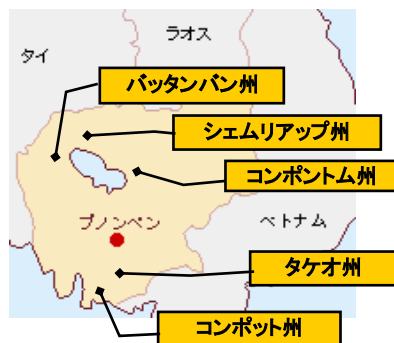 ラオス
タイ
バッタンバン州
シェムリアップ州
コンポントム州
プノンペン
ベトナム
タケオ州
コンポット州